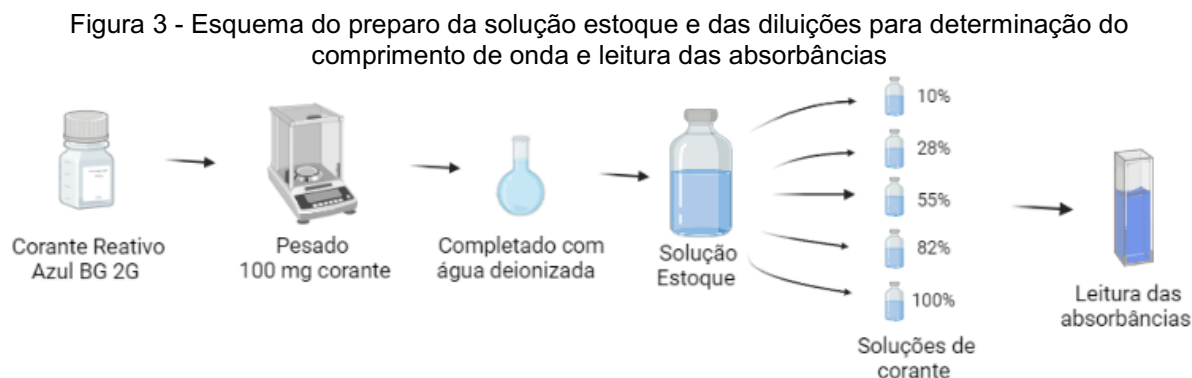 Figura 3 - Esquema do preparo da solução estoque e das diluições para determinação do
comprimento de onda e leitura das absorbâncias
Corante Reativo
Azul BG 2G
Pesado
100 mg corante
Completado com
água deionizada
Solução
Estoque
10%
28%
55%
82%
100%
Soluções de
corante
Leitura das
absorbâncias